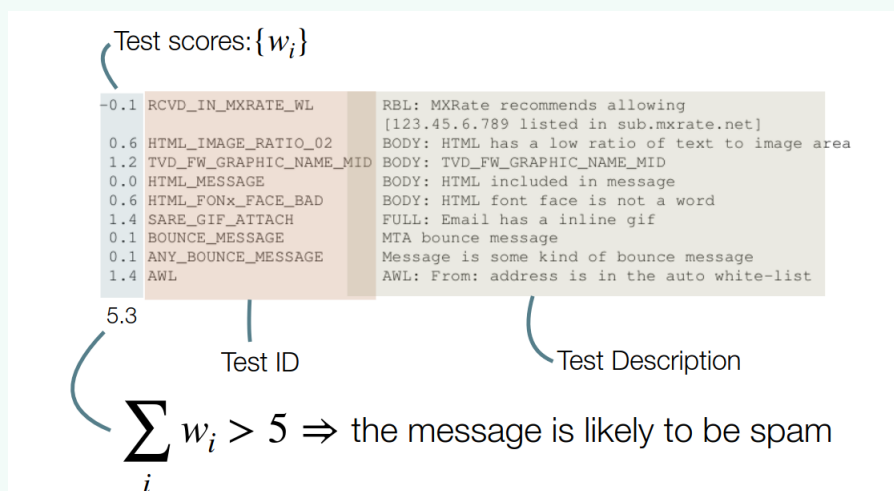 Test scores:{wᵢ}
-0.1 RCVD_IN_MXRATE_WL RBL: MXRate recommends allowing
[123.45.6.789 listed in sub.mxrate.net]
0.6 HTML_IMAGE_RATIO_02 BODY: HTML has a low ratio of text to image area
1.2 TVD_FW_GRAPHIC_NAME_MID BODY: TVD_FW_GRAPHIC_NAME_MID
0.0 HTML_MESSAGE BODY: HTML included in message
0.6 HTML_FONx_FACE_BAD BODY: HTML font face is not a word
1.4 SARE_GIF_ATTACH FULL: Email has a inline gif
0.1 BOUNCE_MESSAGE MTA bounce message
0.1 ANY_BOUNCE_MESSAGE Message is some kind of bounce message
1.4 AWL AWL: From: address is in the auto white-list
5.3
Test ID
Test Description
∑ᵢ wᵢ > 5 ⇒ the message is likely to be spam